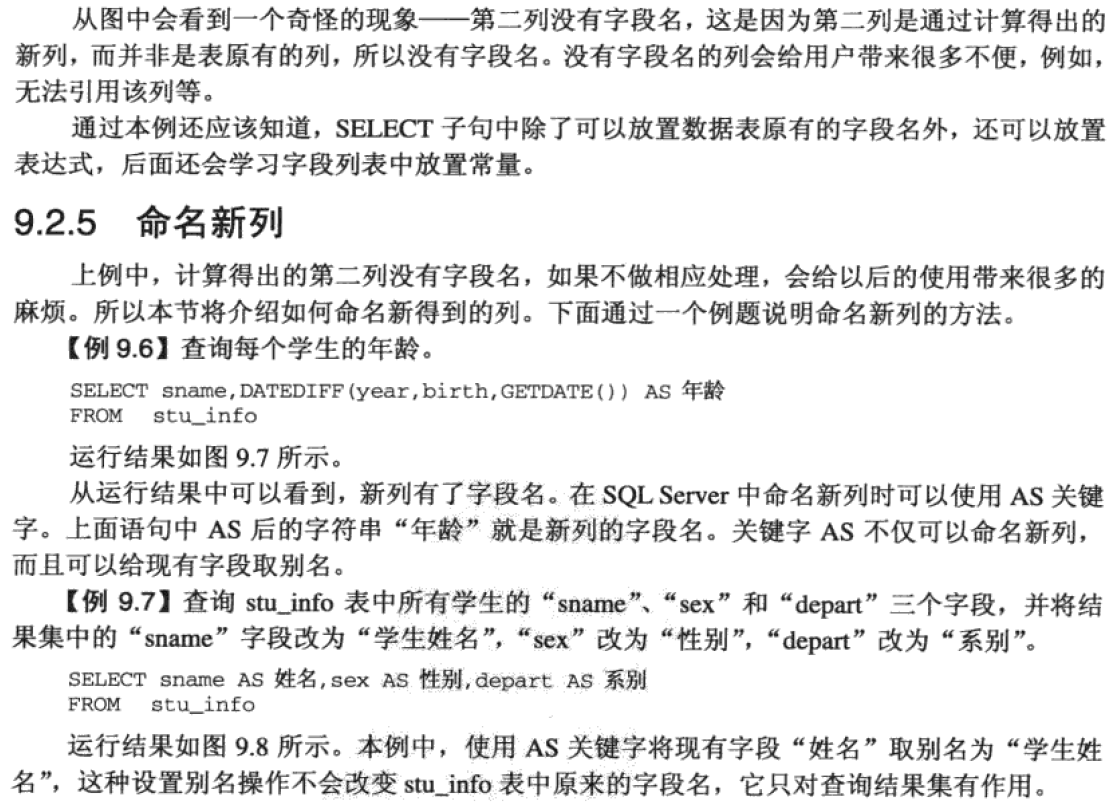 从图中会看到一个奇怪的现象——第二列没有字段名，这是因为第二列是通过计算得出的
新列，而并非是表原有的列，所以没有字段名。没有字段名的列会给用户带来很多不便，例如，
无法引用该列等。
通过本例还应该知道，SELECT 子句中除了可以放置数据表原有的字段名外，还可以放置
表达式，后面还会学习字段列表中放置常量。
9.2.5 命名新列
上例中，计算得出的第二列没有字段名，如果不做相应处理，会给以后的使用带来很多的
麻烦。所以本节将介绍如何命名新得到的列。下面通过一个例题说明命名新列的方法。
【例 9.6】查询每个学生的年龄。
SELECT sname,DATEDIFF(year,birth,GETDATE()) AS 年龄
FROM stu_info
运行结果如图 9.7 所示。
从运行结果中可以看到，新列有了字段名。在 SQL Server 中命名新列时可以使用 AS 关键
字。上面语句中 AS 后的字符串“年龄”就是新列的字段名。关键字 AS 不仅可以命名新列，
而且可以给现有字段取别名。
【例 9.7】查询 stu_info 表中所有学生的“sname”、“sex”和“depart”三个字段，并将结
果集中的“sname”字段改为“学生姓名”，“sex”改为“性别”，“depart”改为“系别”。
SELECT sname AS 姓名,sex AS 性别,depart AS 系别
FROM stu_info
运行结果如图 9.8 所示。本例中，使用 AS 关键字将现有字段“姓名”取别名为“学生姓
名”，这种设置别名操作不会改变 stu_info 表中原来的字段名，它只对查询结果集有作用。